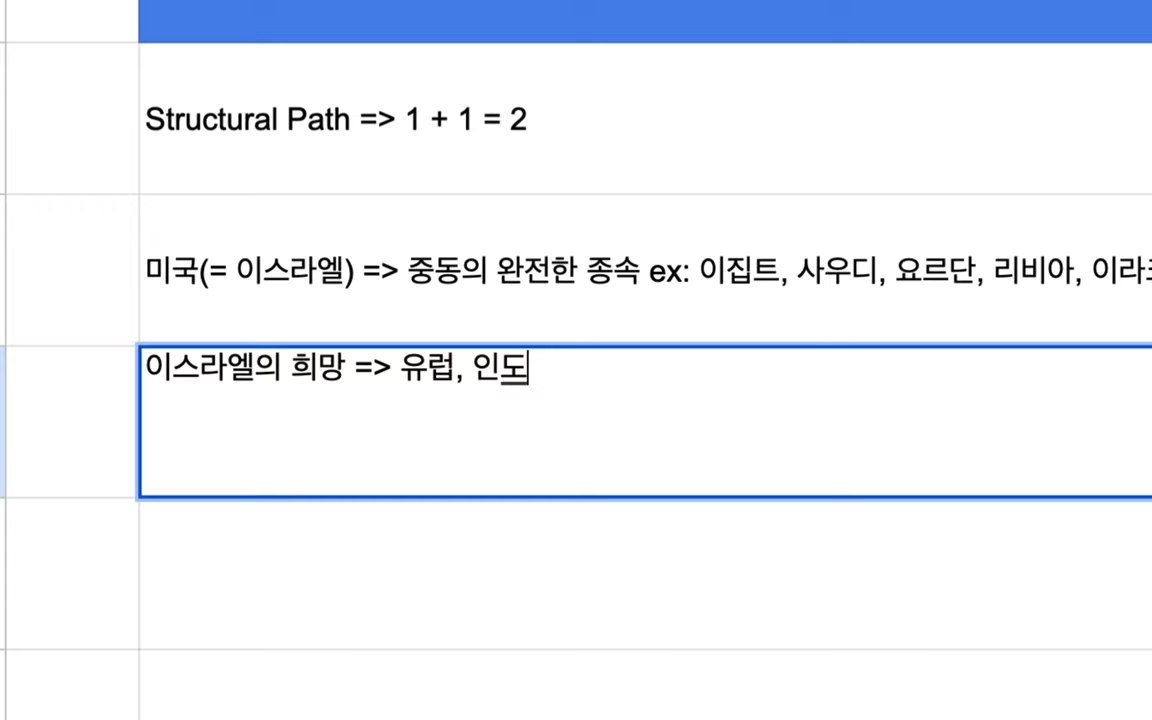 Structural Path => 1 + 1 = 2
미국(= 이스라엘) => 중동의 완전한 종속 ex: 이집트, 사우디, 요르단, 리비아,
이스라엘의 희망 => 유럽, 인도